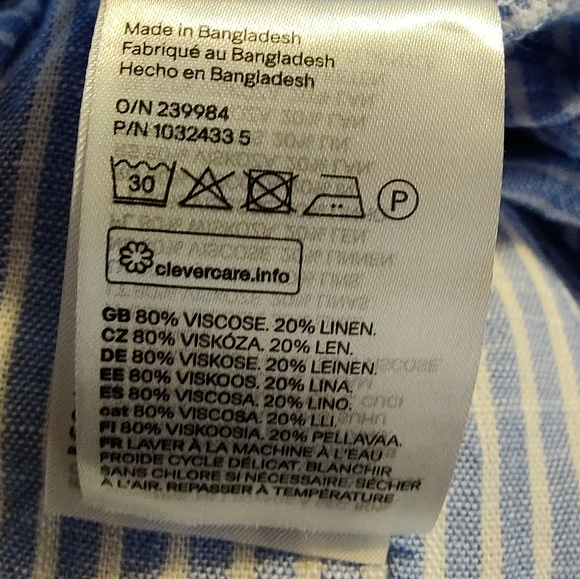 Made in Bangladesh
Fabriqué au Bangladesh
Hecho en Bangladesh
O/N 239984
P/N 1032433 5
30
P
clevercare.info
GB 80% VISCOSE. 20% LINEN.
CZ 80% VISKÓZA. 20% LEN.
DE 80% VISKOSE. 20% LEINEN.
EE 80% VISKOOS. 20% LINA.
ES 80% VISCOSA. 20% LINO.
cat 80% VISCOSA. 20% LLI.
FI 80% VISKOOSIA. 20% PELLAVAA.
FR LAVER À LA MACHINE À L'EAU
FROIDE CYCLE DÉLICAT. BLANCHIR
SANS CHLORE SI NÉCESSAIRE. SÉCHER
À L'AIR. REPASSER À TEMPÉRATURE